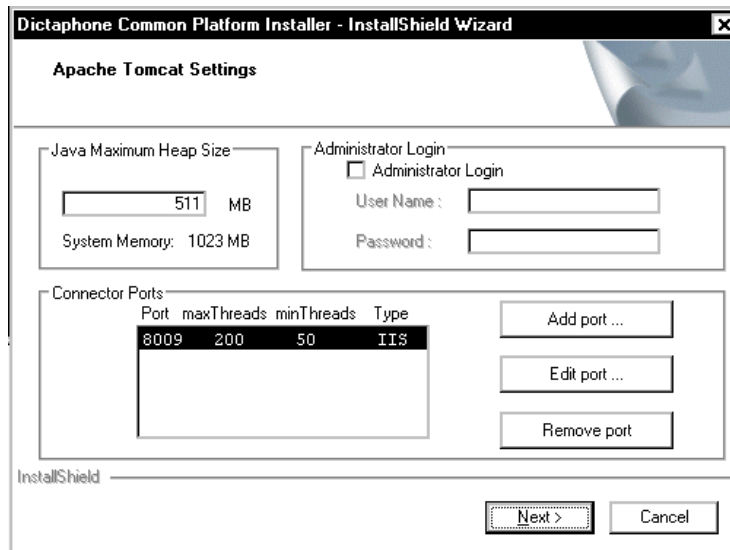 Dictaphone Common Platform Installer - InstallShield Wizard
Apache Tomcat Settings
Java Maximum Heap Size
511 MB
System Memory: 1023 MB
Administrator Login
Administrator Login
User Name :
Password :
Connector Ports
Port maxThreads minThreads Type
8009 200 50 IIS
Add port ...
Edit port ...
Remove port
InstallShield
Next >
Cancel